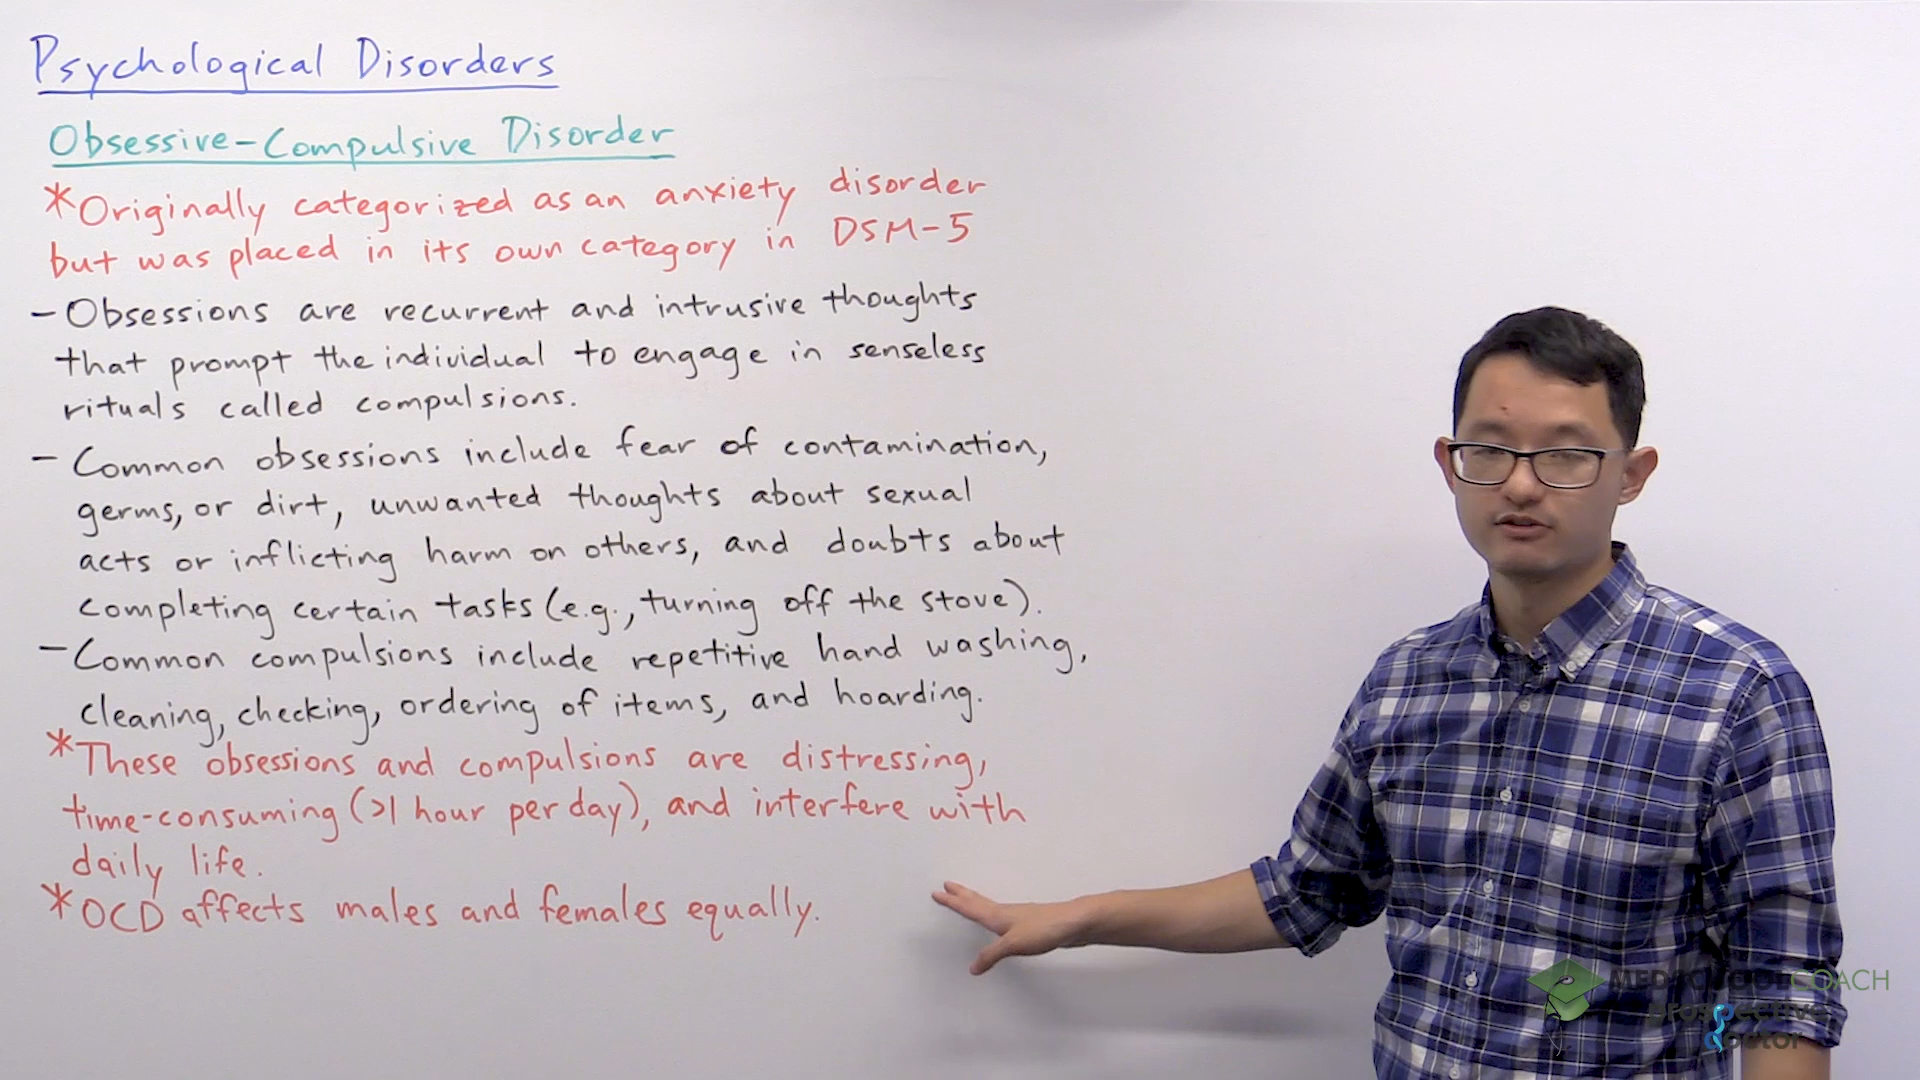 Psychological Disorders
Obsessive-Compulsive Disorder
*Originally categorized as an anxiety disorder
but was placed in its own category in DSM-5
- Obsessions are recurrent and intrusive thoughts
that prompt the individual to engage in senseless
rituals called compulsions.
- Common obsessions include fear of contamination,
germs, or dirt, unwanted thoughts about sexual
acts or inflicting harm on others, and doubts about
completing certain tasks (e.g., turning off the stove).
- Common compulsions include repetitive hand washing,
cleaning, checking, ordering of items, and hoarding.
*These obsessions and compulsions are distressing,
time-consuming (>1 hour per day), and interfere with
daily life.
*OCD affects males and females equally.
MEDSCHOOLCOACH
prospective
doctor